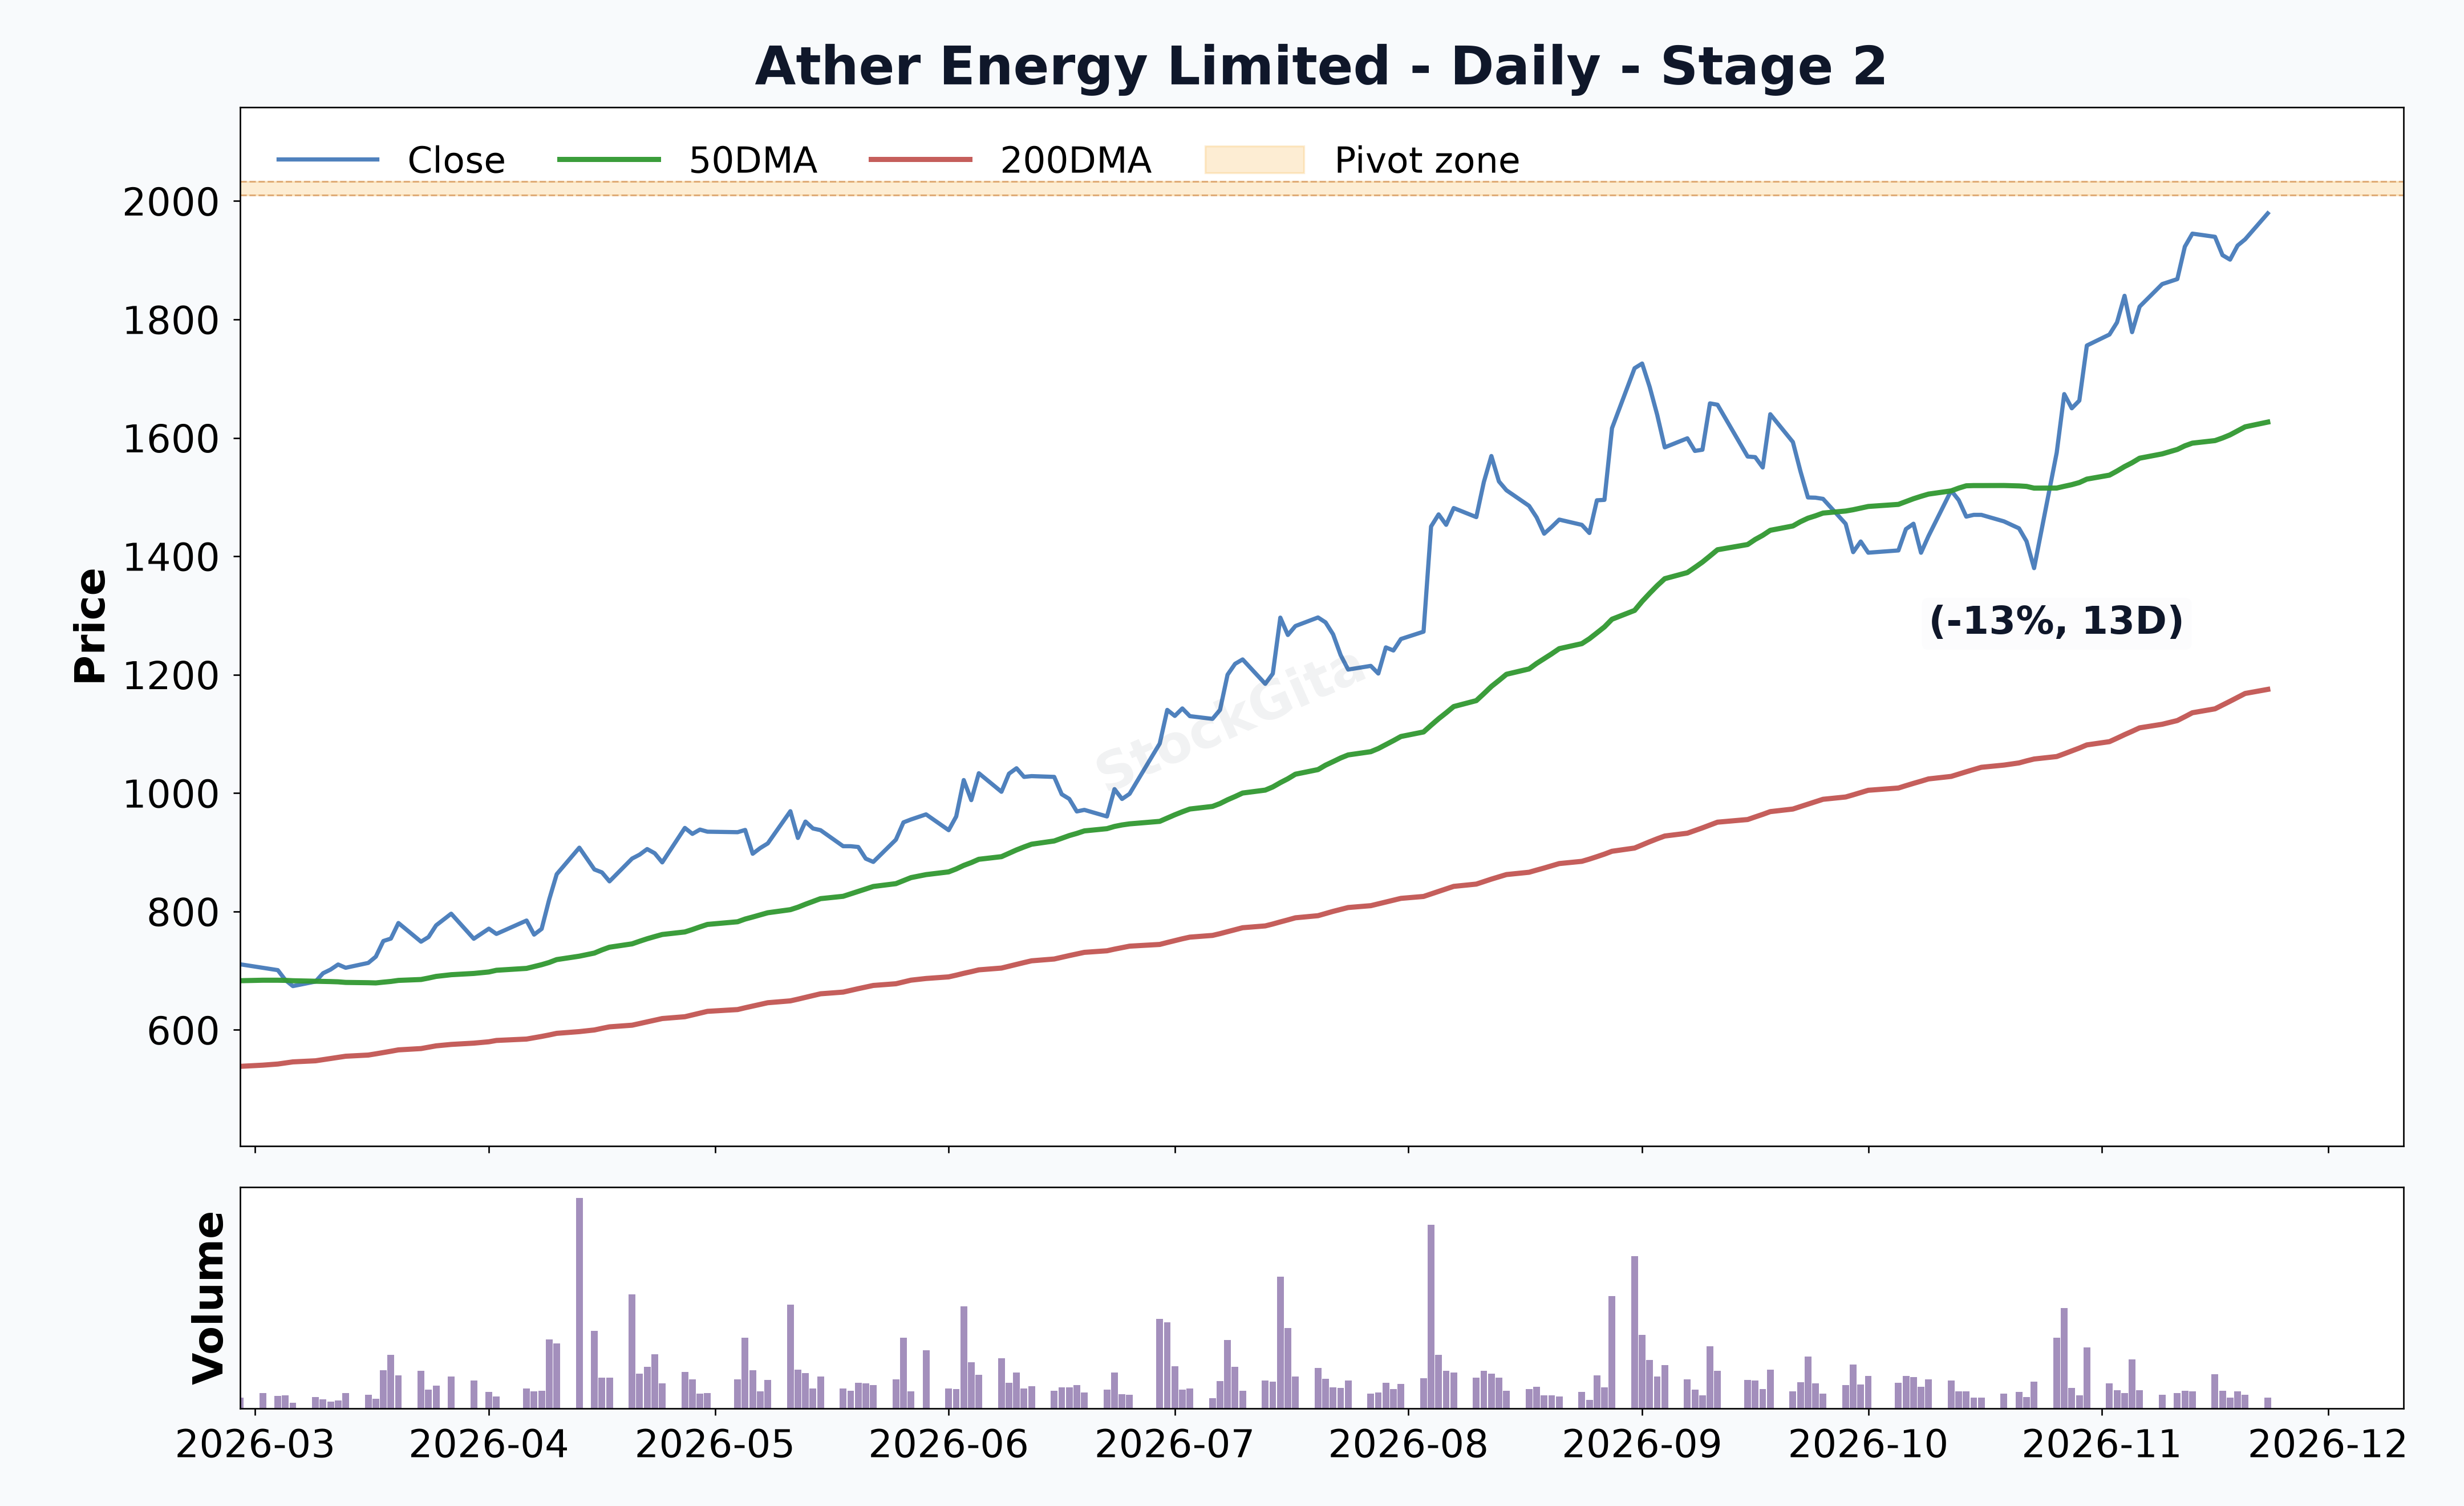 Ather Energy Limited - Daily - Stage 2
Close 50DMA 200DMA Pivot zone
2000
1800
1600
1400
1200
1000
800
600
Price
(-13%, 13D)
StockGita
Volume
2026-03 2026-04 2026-05 2026-06 2026-07 2026-08 2026-09 2026-10 2026-11 2026-12